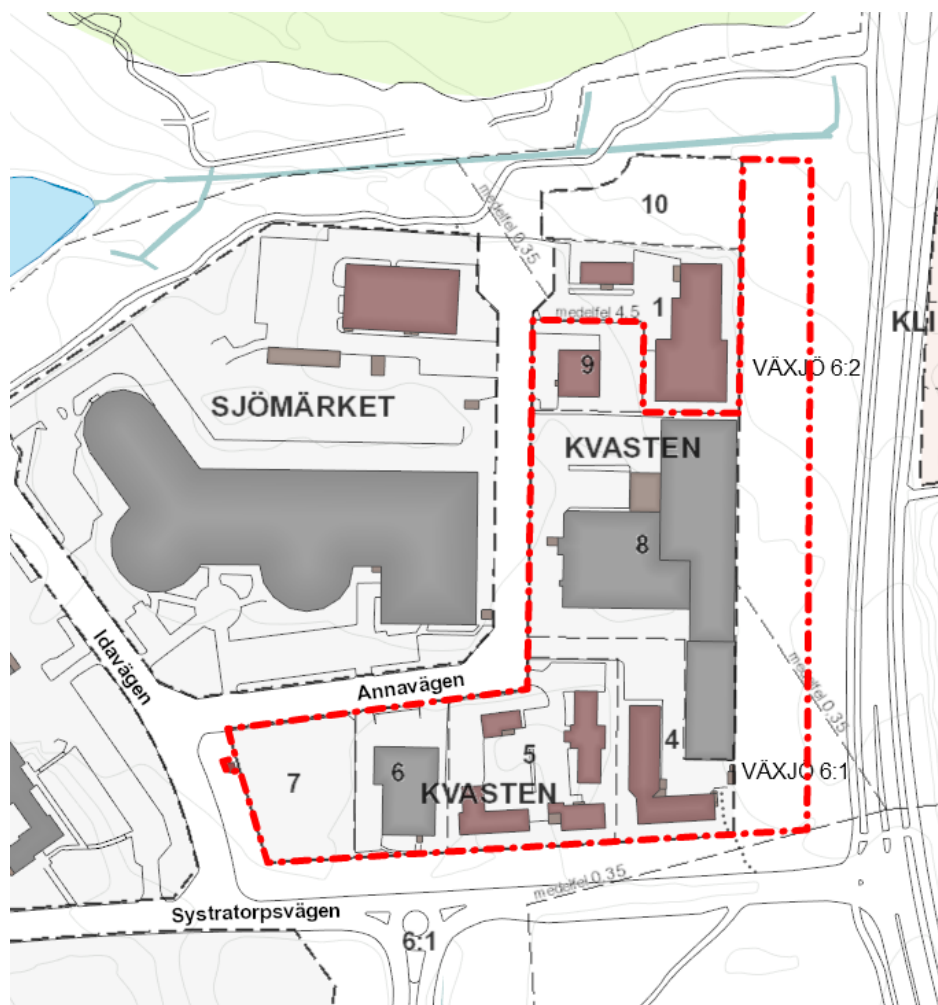 10
medelfel 0.35
medelfel 4.5
1
KLI
9
VÄXJÖ 6:2
SJÖMÄRKET
KVASTEN
8
Idavägen
Annavägen
medelfel 0.35
4
5
6
7
VÄXJÖ 6:1
KVASTEN
medelfel 0.35
Systratorpsvägen
6:1